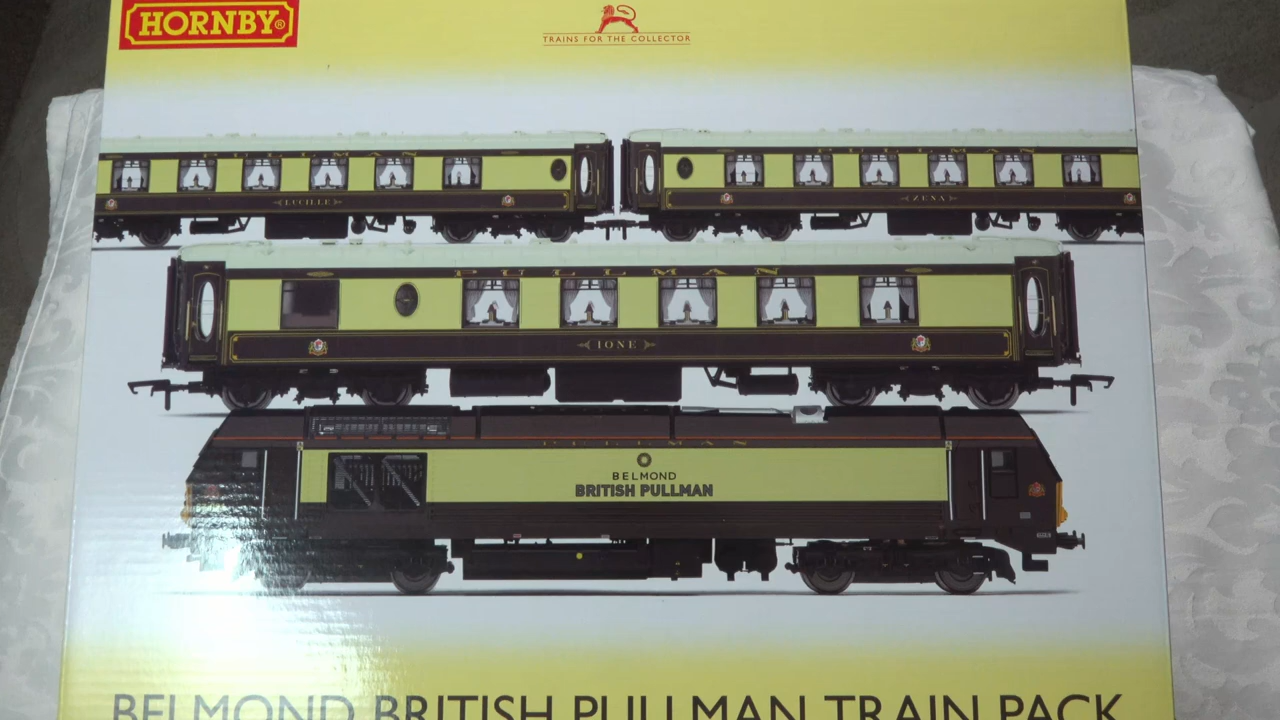 HORNBY®
TRAINS FOR THE COLLECTOR
PULLMAN
PULLMAN
LUCILLE
ZENA
PULLMAN
IONE
PULLMAN
BELMOND
BRITISH PULLMAN
BELMOND BRITISH PULLMAN TRAIN PACK